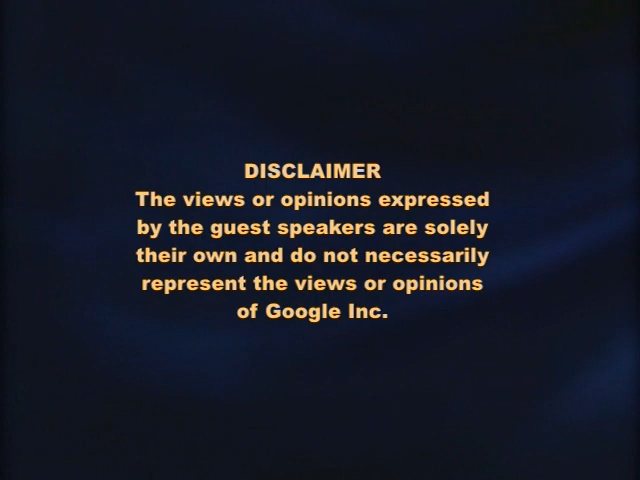 DISCLAIMER
The views or opinions expressed
by the guest speakers are solely
their own and do not necessarily
represent the views or opinions
of Google Inc.